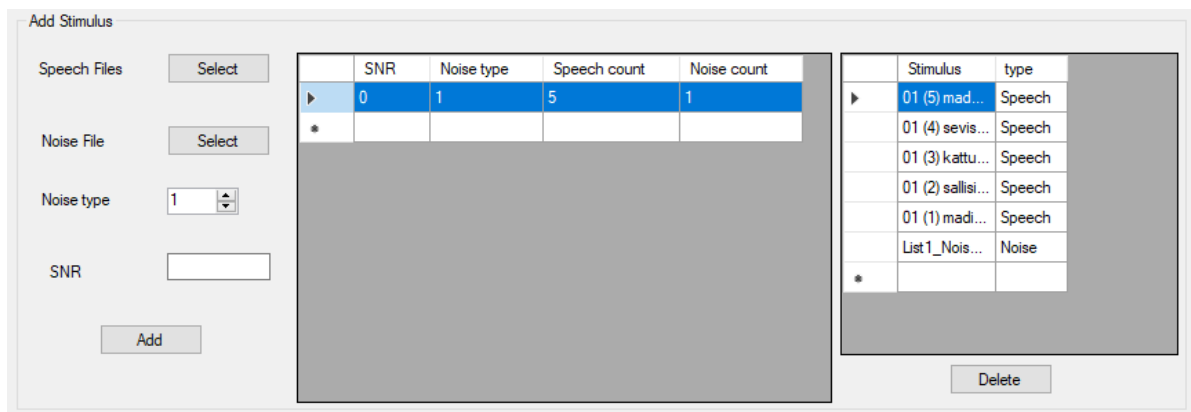 Add Stimulus
Speech Files Select
Noise File Select
Noise type 1
SNR
Add
SNR Noise type Speech count Noise count
0 1 5 1
Stimulus type
01 (5) mad... Speech
01 (4) sevis... Speech
01 (3) kattu... Speech
01 (2) sallisi... Speech
01 (1) madi... Speech
List1_Nois... Noise
Delete